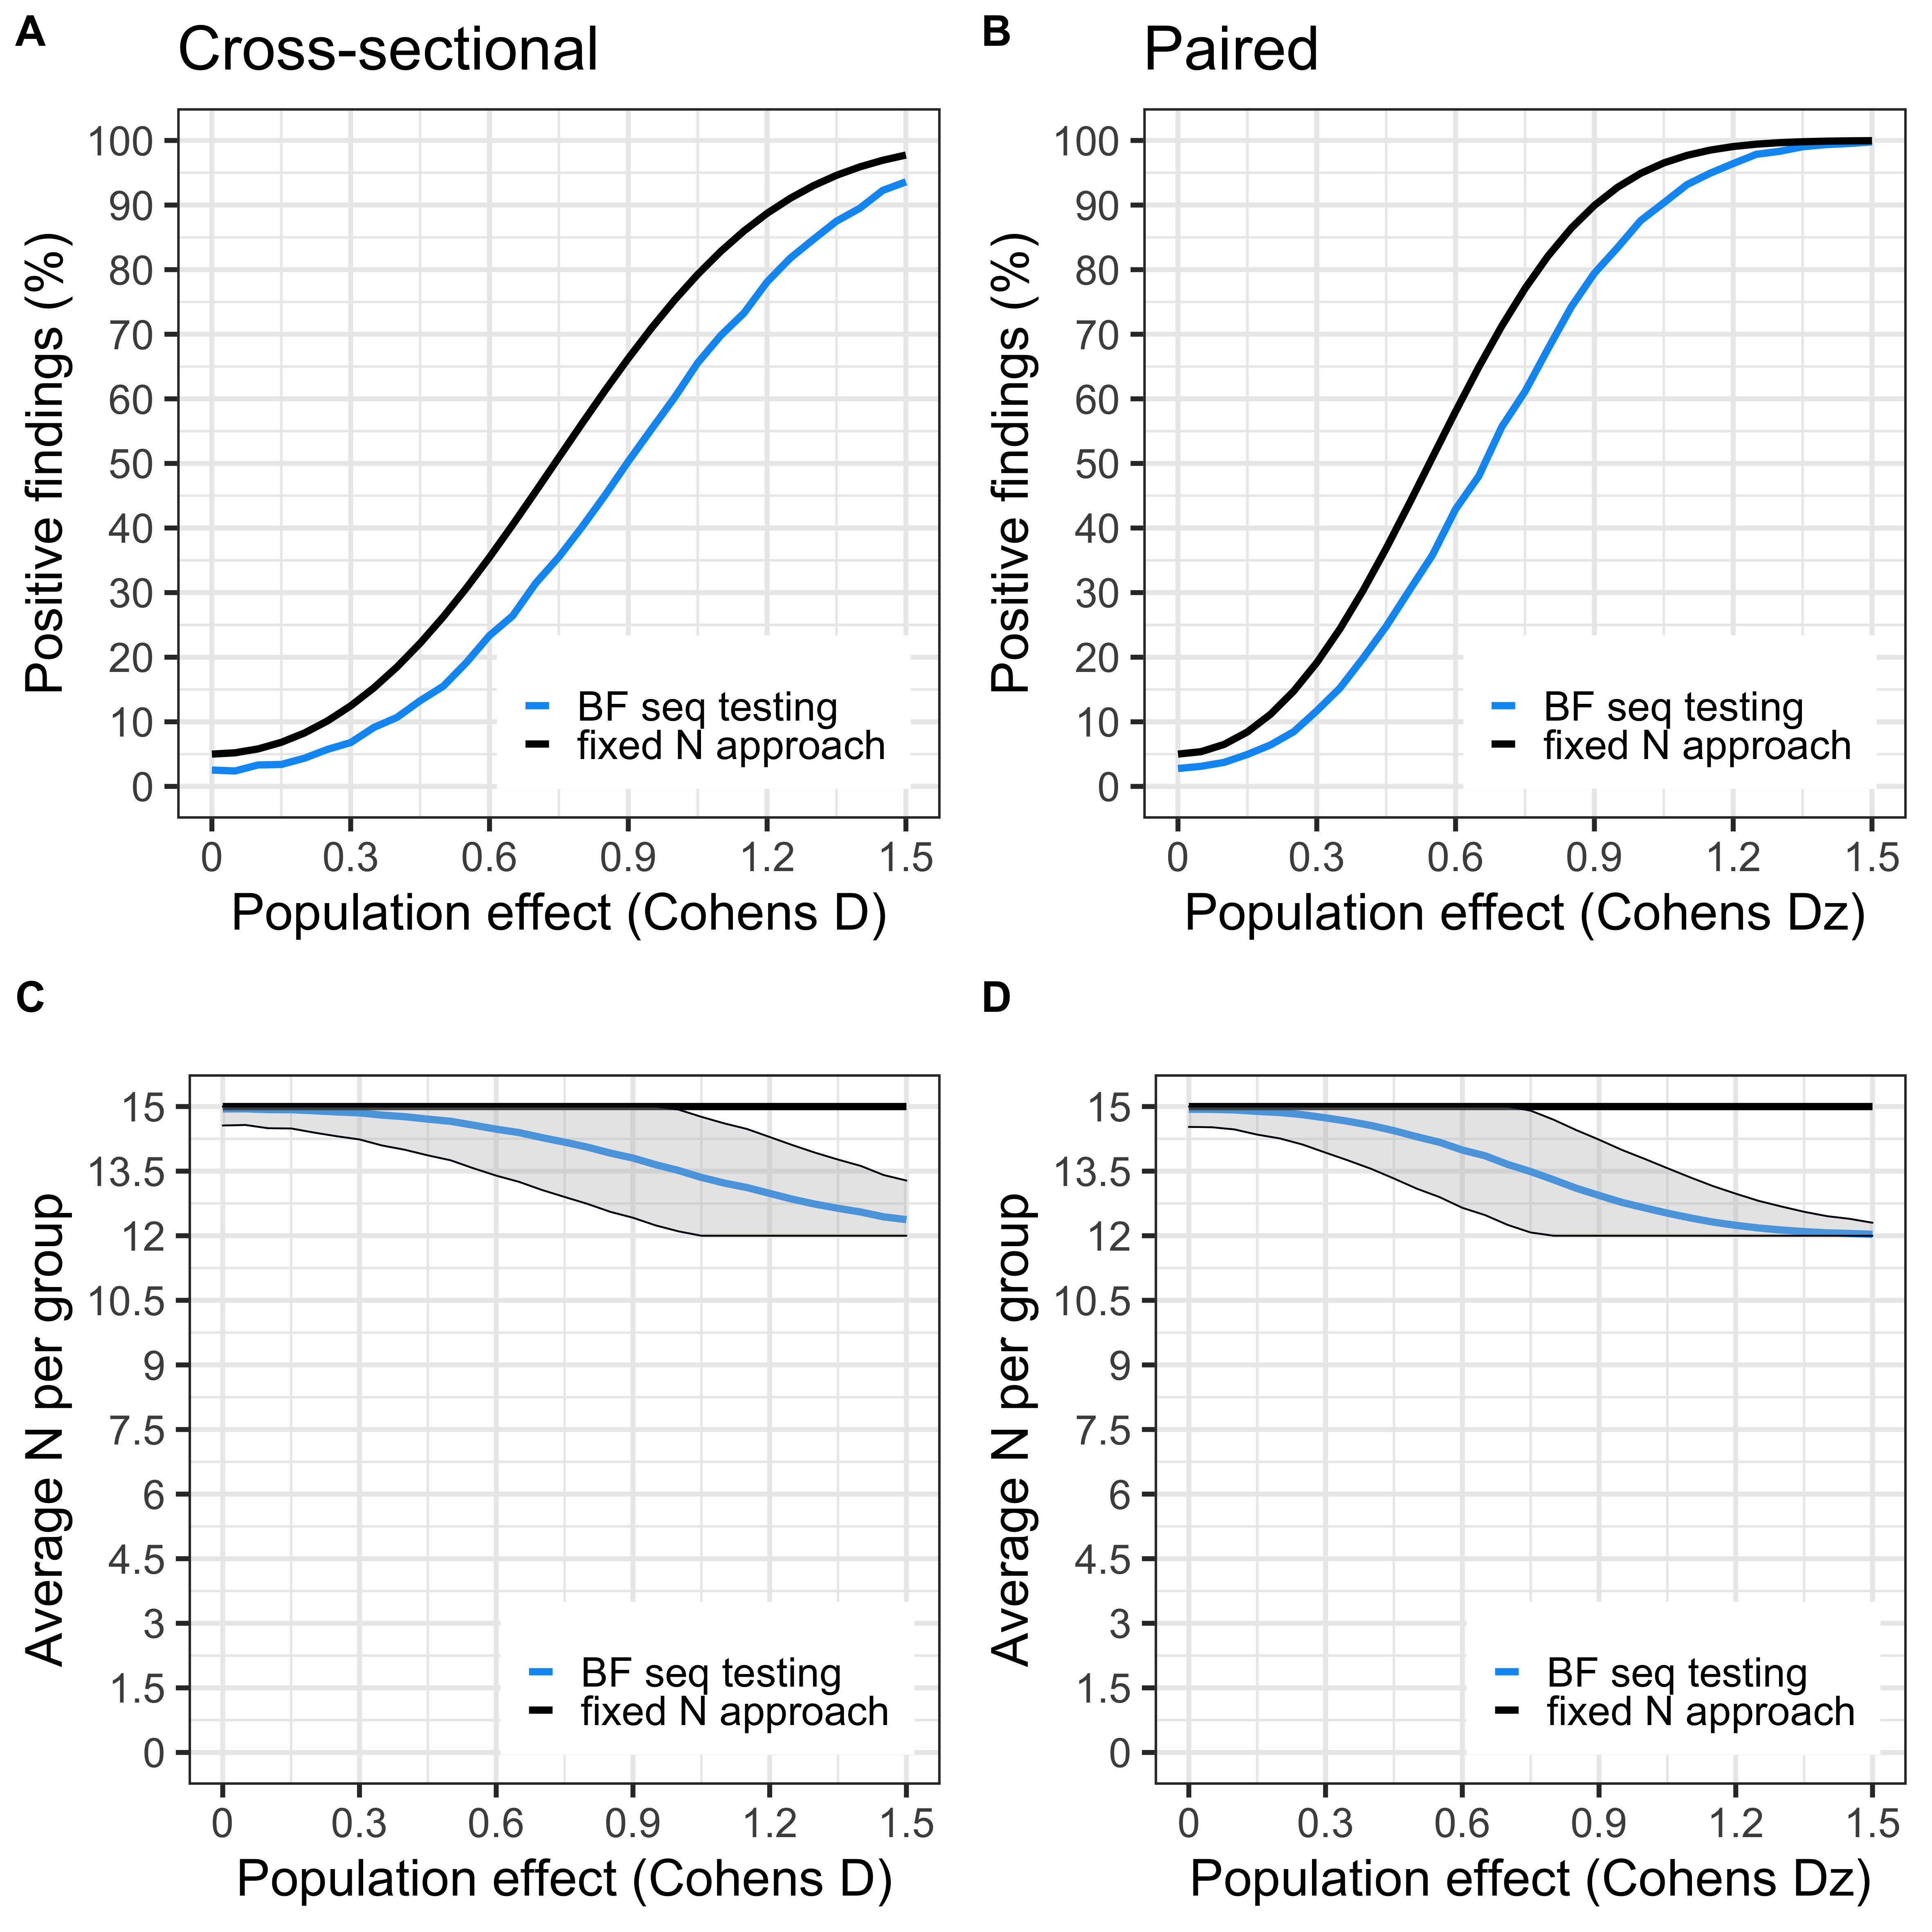 A
Cross-sectional
Positive findings (%)
100
90
80
70
60
50
40
30
20
10
0
BF seq testing
fixed N approach
0 0.3 0.6 0.9 1.2 1.5
Population effect (Cohens D)
B
Paired
Positive findings (%)
100
90
80
70
60
50
40
30
20
10
0
BF seq testing
fixed N approach
0 0.3 0.6 0.9 1.2 1.5
Population effect (Cohens Dz)
C
Average N per group
15
13.5
12
10.5
9
7.5
6
4.5
3
1.5
0
BF seq testing
fixed N approach
0 0.3 0.6 0.9 1.2 1.5
Population effect (Cohens D)
D
Average N per group
15
13.5
12
10.5
9
7.5
6
4.5
3
1.5
0
BF seq testing
fixed N approach
0 0.3 0.6 0.9 1.2 1.5
Population effect (Cohens Dz)